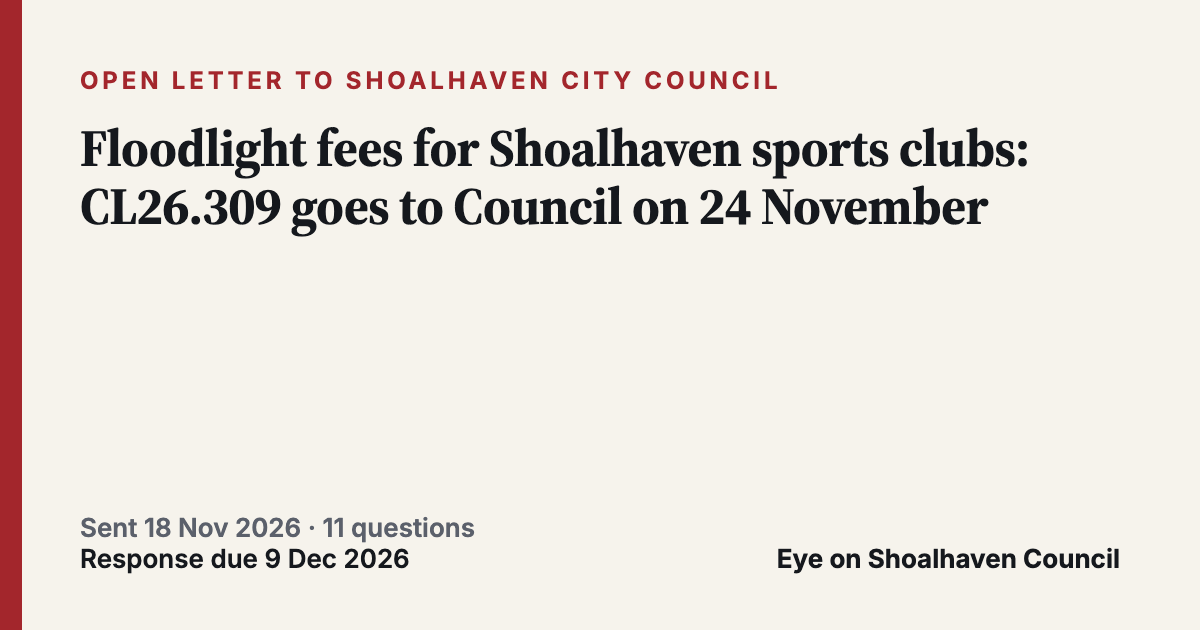 OPEN LETTER TO SHOALHAVEN CITY COUNCIL
Floodlight fees for Shoalhaven sports clubs:
CL26.309 goes to Council on 24 November
Sent 18 Nov 2026 · 11 questions
Response due 9 Dec 2026
Eye on Shoalhaven Council